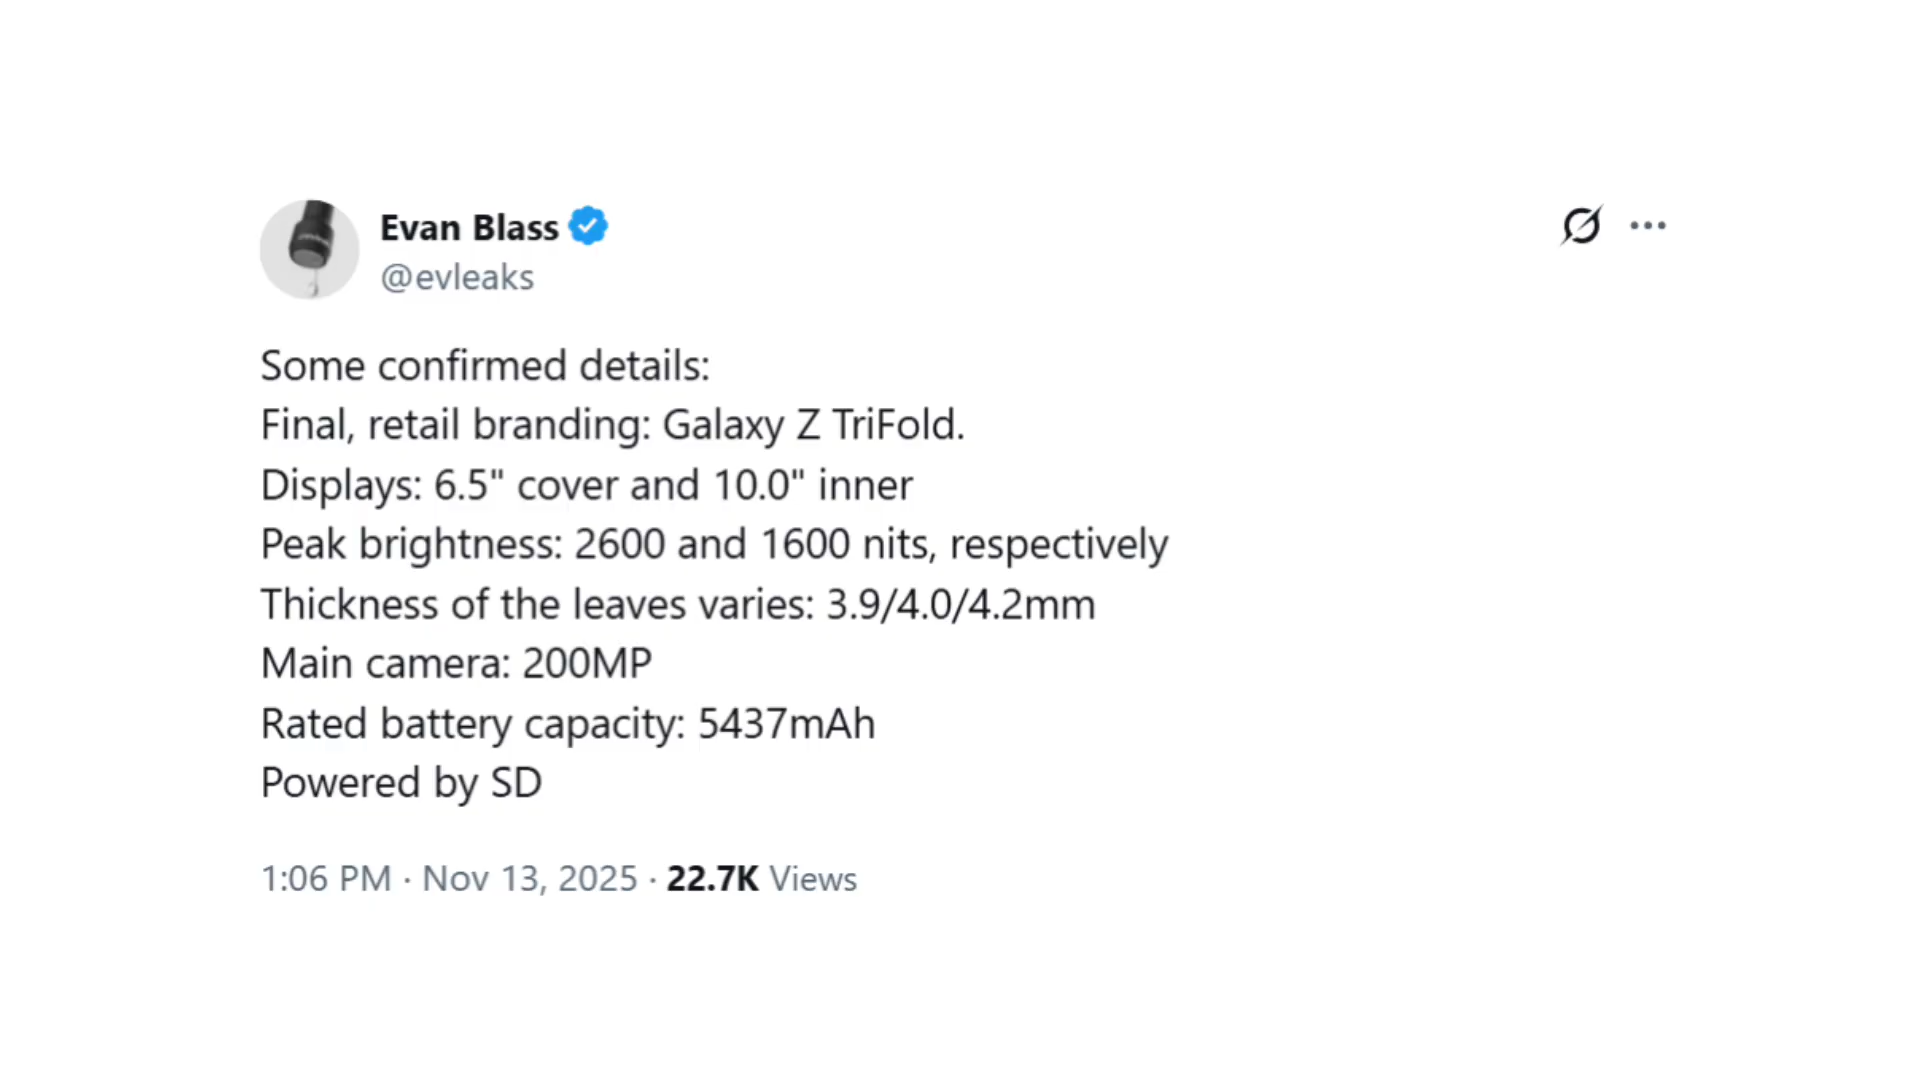 Evan Blass
@evleaks
Some confirmed details:
Final, retail branding: Galaxy Z TriFold.
Displays: 6.5" cover and 10.0" inner
Peak brightness: 2600 and 1600 nits, respectively
Thickness of the leaves varies: 3.9/4.0/4.2mm
Main camera: 200MP
Rated battery capacity: 5437mAh
Powered by SD
1:06 PM · Nov 13, 2025 · 22.7K Views